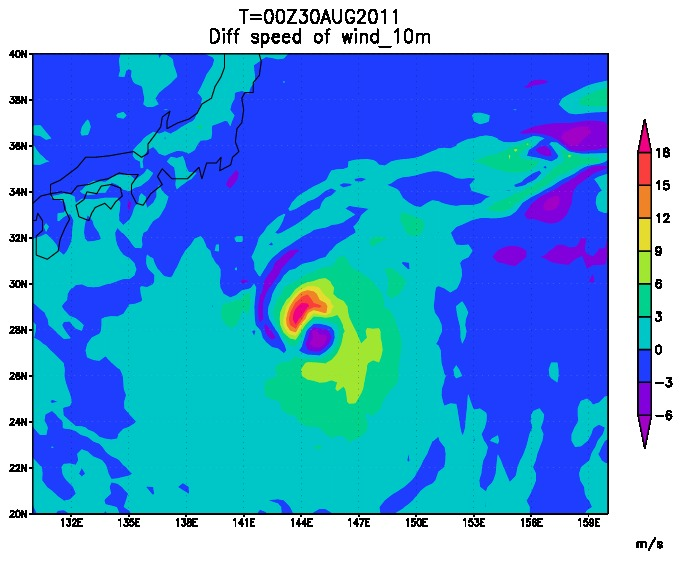 T=00Z30AUG2011
Diff speed of wind_10m
40N
38N
36N
34N
32N
30N
28N
26N
24N
22N
20N
132E 135E 138E 141E 144E 147E 150E 153E 156E 159E
18
15
12
9
6
3
0
-3
-6
m/s